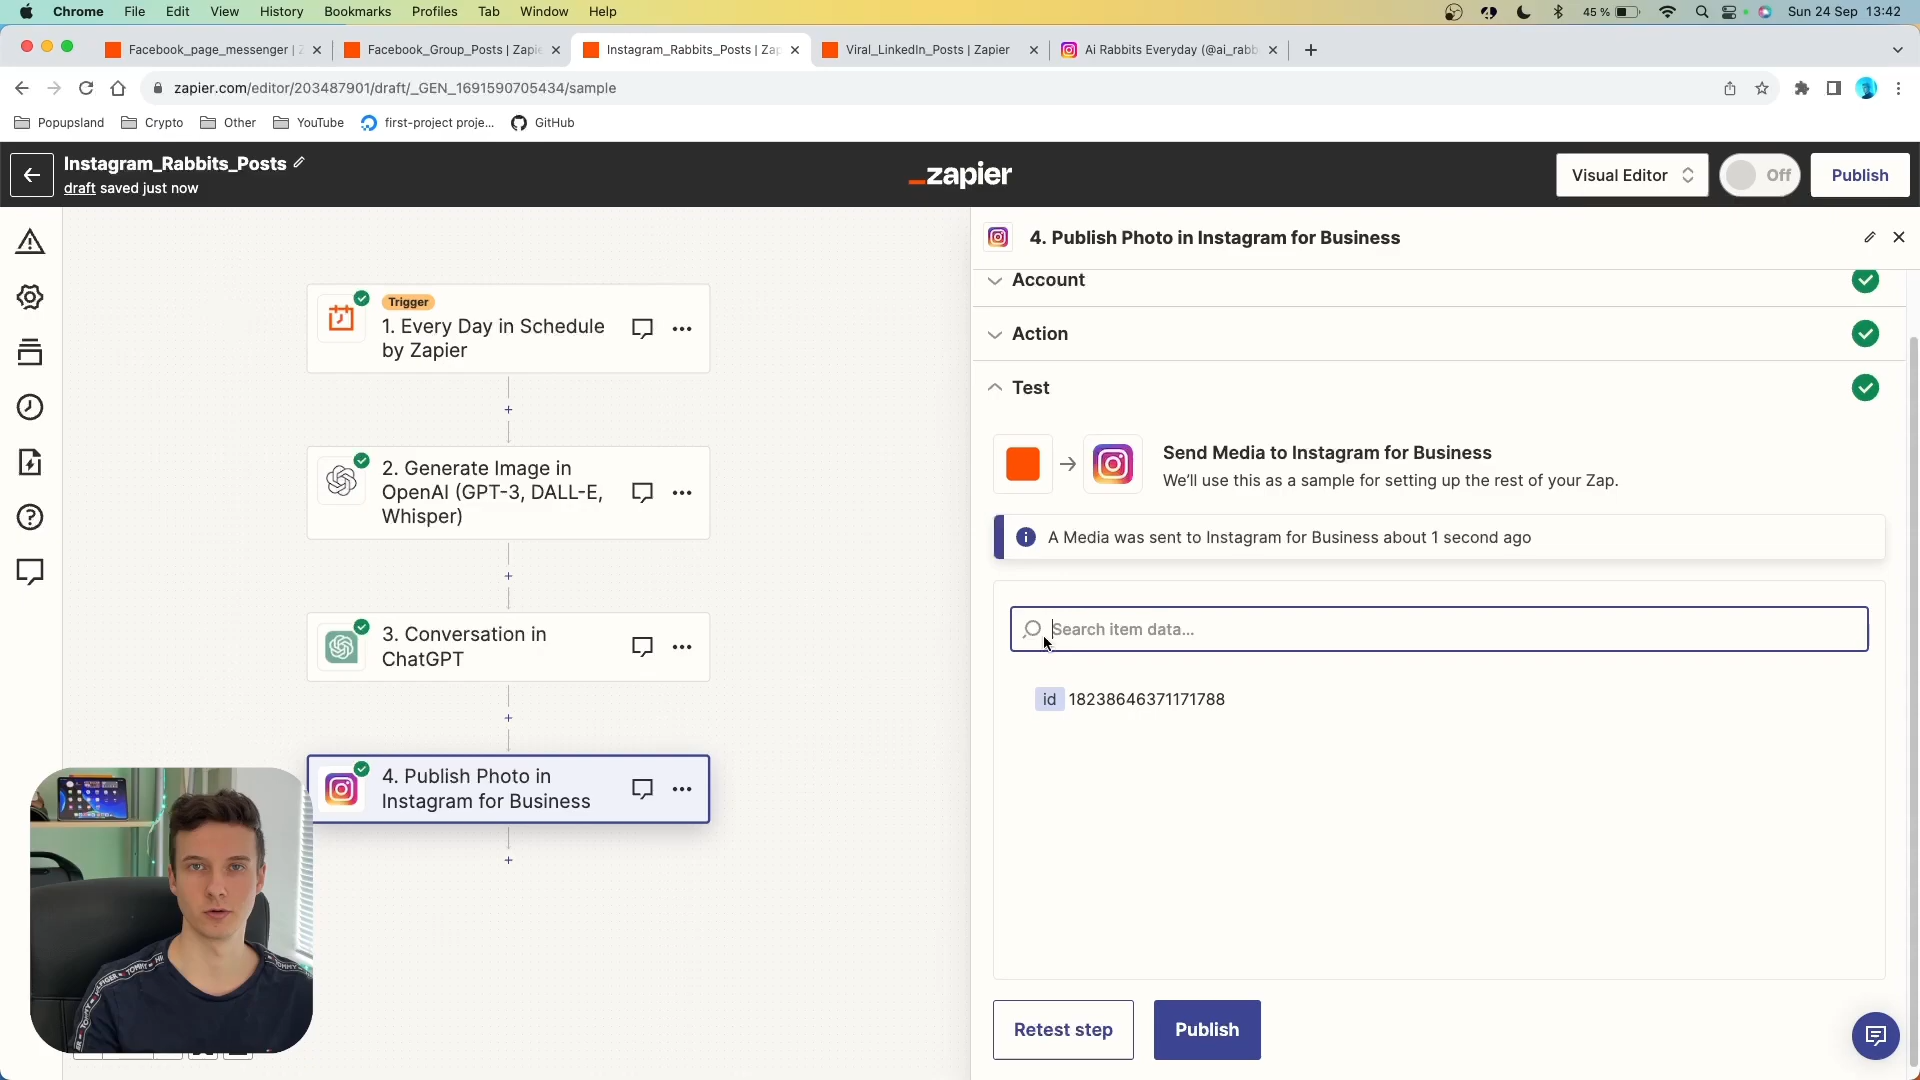 Chrome File Edit View History Bookmarks Profiles Tab Window Help 45 % Sun 24 Sep 13:42
Facebook_page_messenger | Z Facebook_Group_Posts | Zapie Instagram_Rabbits_Posts | Zap Viral_LinkedIn_Posts | Zapier Ai Rabbits Everyday (@ai_rabb
zapier.com/editor/203487901/draft/_GEN_1691590705434/sample
Popupsland Crypto Other YouTube first-project proje... GitHub
Instagram_Rabbits_Posts
draft saved just now
_zapier
Visual Editor Off Publish
4. Publish Photo in Instagram for Business
Account
Action
Test
Send Media to Instagram for Business
We'll use this as a sample for setting up the rest of your Zap.
A Media was sent to Instagram for Business about 1 second ago
Search item data...
id 18238646371171788
Retest step Publish
Trigger
1. Every Day in Schedule
by Zapier
2. Generate Image in
OpenAI (GPT-3, DALL-E,
Whisper)
3. Conversation in
ChatGPT
4. Publish Photo in
Instagram for Business